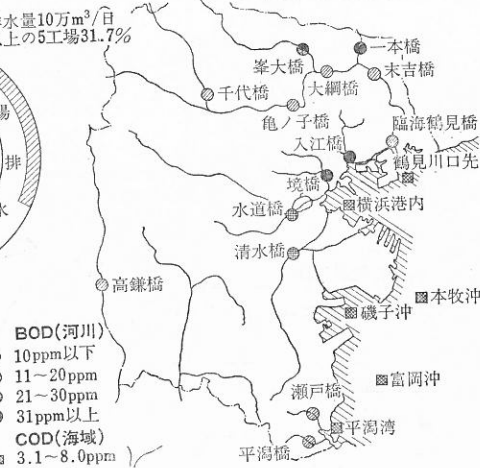 水量10万m³/日
上の5工場31.7%
場
排
水
一本橋
峯大橋
末吉橋
大綱橋
千代橋
亀ノ子橋
臨海鶴見橋
入江橋
鶴見川口先
境橋
横浜港内
水道橋
清水橋
高鎌橋
本牧沖
磯子沖
富岡沖
瀬戸橋
平潟湾
平潟橋
BOD(河川)
10ppm以下
11~20ppm
21~30ppm
31ppm以上
COD(海域)
3.1~8.0ppm